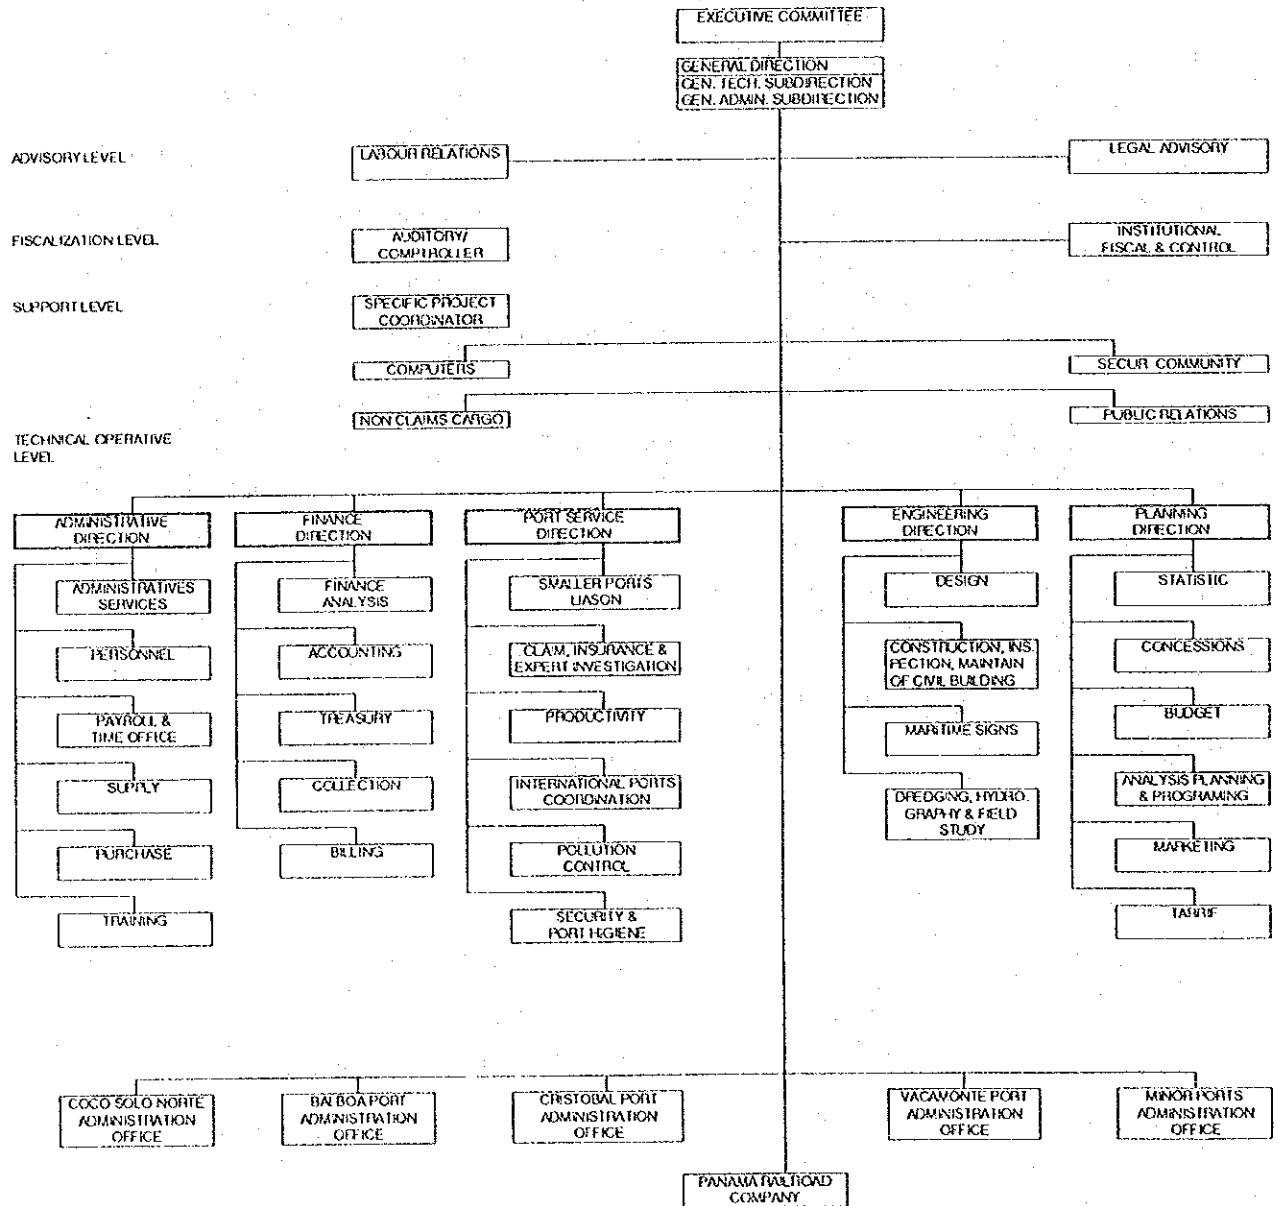 EXECUTIVE COMMITTEE
GENERAL DIRECTION
GEN. TECH. SUBDIRECTION
GEN. ADMIN. SUBDIRECTION
ADVISORY LEVEL
LABOUR RELATIONS
LEGAL ADVISORY
FISCALIZATION LEVEL
AUDITORY/
COMPTROLLER
INSTITUTIONAL
FISCAL & CONTROL
SUPPORT LEVEL
SPECIFIC PROJECT
COORDINATOR
COMPUTERS
SECUR COMMUNITY
NON CLAIMS CARGO
PUBLIC RELATIONS
TECHNICAL OPERATIVE
LEVEL
ADMINISTRATIVE
DIRECTION
FINANCE
DIRECTION
PORT SERVICE
DIRECTION
ENGINEERING
DIRECTION
PLANNING
DIRECTION
ADMINISTRATIVES
SERVICES
PERSONNEL
PAYROLL &
TIME OFFICE
SUPPLY
PURCHASE
TRAINING
FINANCE
ANALYSIS
ACCOUNTING
TREASURY
COLLECTION
BILLING
SMALLER PORTS
LIASON
CLAIM, INSURANCE &
EXPERT INVESTIGATION
PRODUCTIVITY
INTERNATIONAL PORTS
COORDINATION
POLLUTION
CONTROL
SECURITY &
PORT HIGIENE
DESIGN
CONSTRUCTION, INS.
PECTION, MAINTAIN
OF CIVIL BUILDING
MARITIME SIGNS
DREDGING, HYDRO.
GRAPHY & FIELD
STUDY
STATISTIC
CONCESSIONS
BUDGET
ANALYSIS PLANNING
& PROGRAMING
MARKETING
TARRIF
COCO SOLO NORTE
ADMINISTRATION
OFFICE
BALBOA PORT
ADMINISTRATION
OFFICE
CRISTOBAL PORT
ADMINISTRATION
OFFICE
VACAMONTE PORT
ADMINISTRATION
OFFICE
MINOR PORTS
ADMINISTRATION
OFFICE
PANAMA RAILROAD
COMPANY